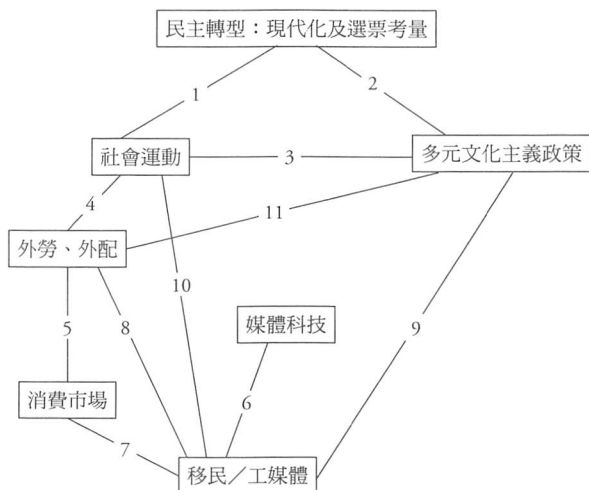 民主轉型：現代化及選票考量
1
2
社會運動
3
多元文化主義政策
4
11
外勞、外配
10
媒體科技
5
8
9
消費市場
6
7
移民／工媒體